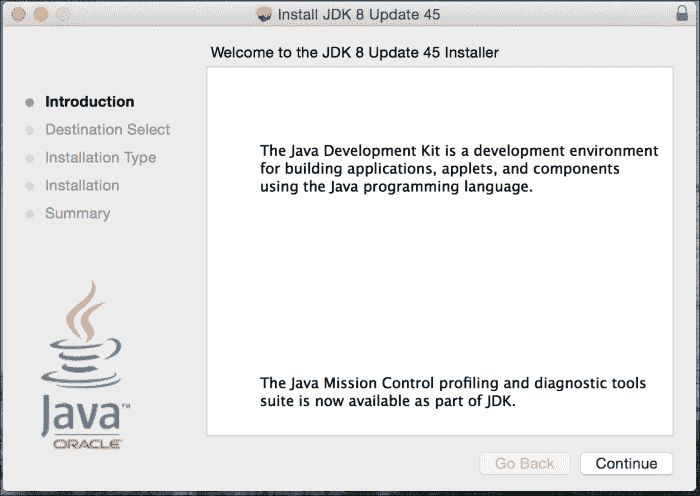 Install JDK 8 Update 45
Welcome to the JDK 8 Update 45 Installer
Introduction
Destination Select
Installation Type
Installation
Summary
The Java Development Kit is a development environment
for building applications, applets, and components
using the Java programming language.
The Java Mission Control profiling and diagnostic tools
suite is now available as part of JDK.
Java™
ORACLE
Go Back
Continue